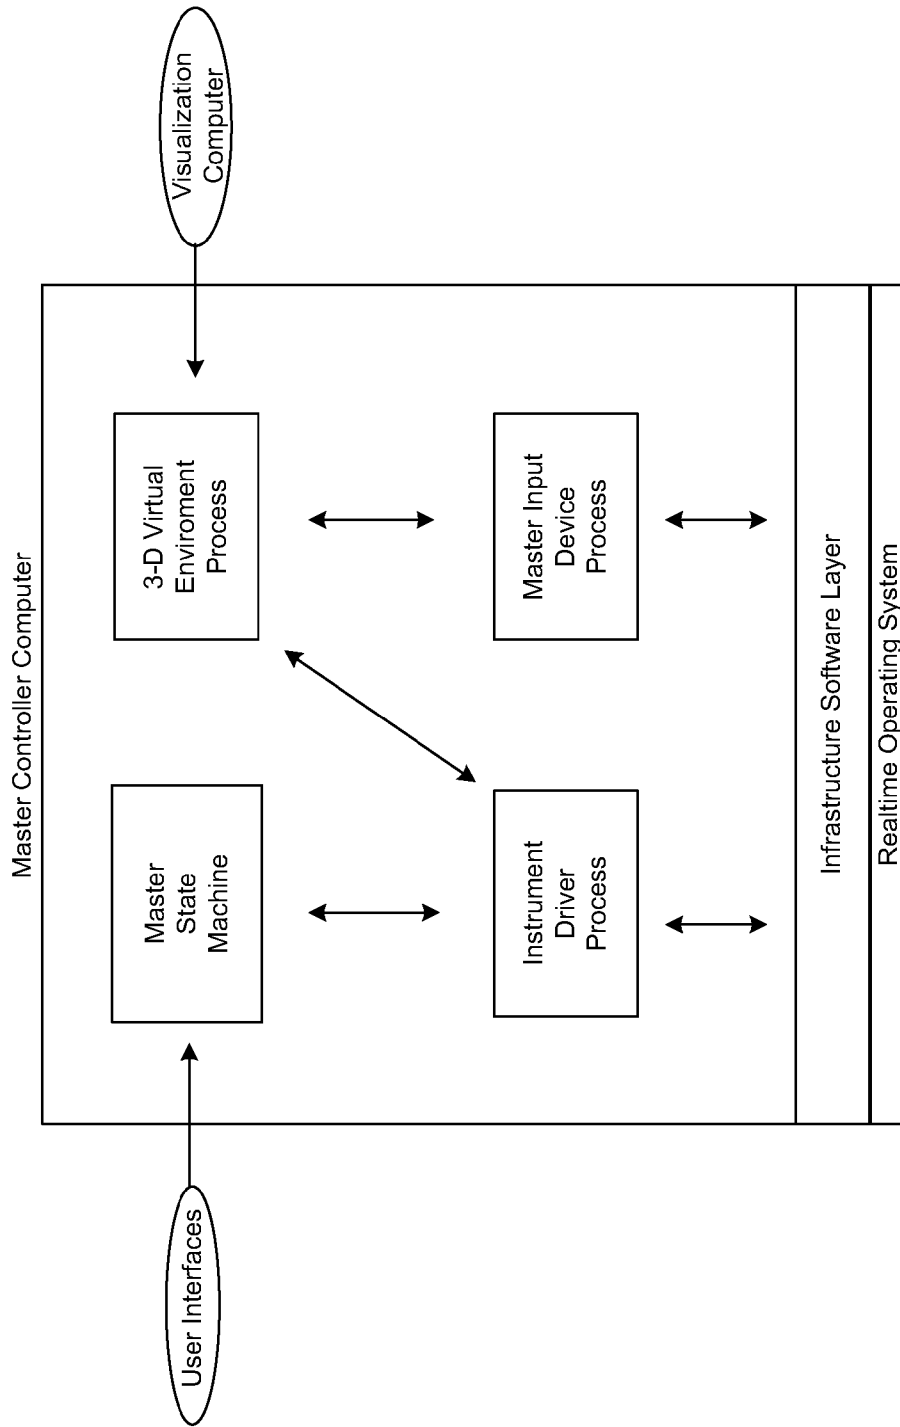 Master Controller Computer
User Interfaces
Master
State
Machine
3-D Virtual
Enviroment
Process
Visualization
Computer
Instrument
Driver
Process
Master Input
Device
Process
Infrastructure Software Layer
Realtime Operating System